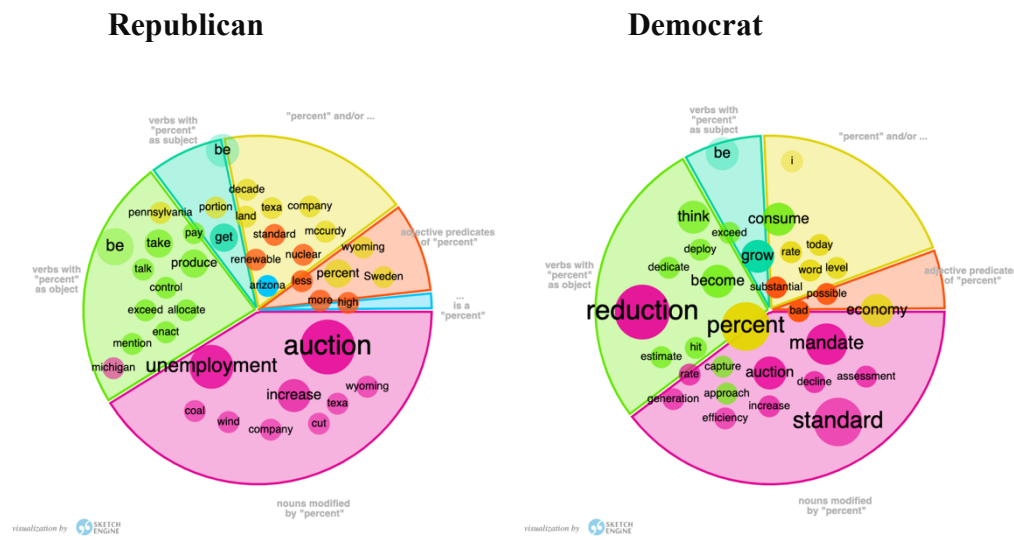 Republican
verbs with
"percent"
as subject
"percent" and/or ...
be
decade
pennsylvania
portion
land
texa
company
pay
get
standard
mccurdy
be
take
wyoming
adjective predicates
of "percent"
renewable
nuclear
talk
produce
percent
Sweden
verbs with
"percent"
as object
control
arizona
less
more
high
...
is a
"percent"
exceed
allocate
enact
mention
auction
michigan
unemployment
increase
wyoming
texa
coal
wind
company
cut
nouns modified
by "percent"
visualization by
SKETCH
ENGINE
Democrat
verbs with
"percent"
as subject
"percent" and/or ...
be
i
think
exceed
consume
deploy
grow
rate
today
verbs with
"percent"
as object
dedicate
word
level
adjective predicates
of "percent"
become
substantial
possible
reduction
percent
bad
economy
hit
mandate
estimate
rate
capture
auction
decline
assessment
generation
approach
increase
efficiency
standard
nouns modified
by "percent"
visualization by
SKETCH
ENGINE